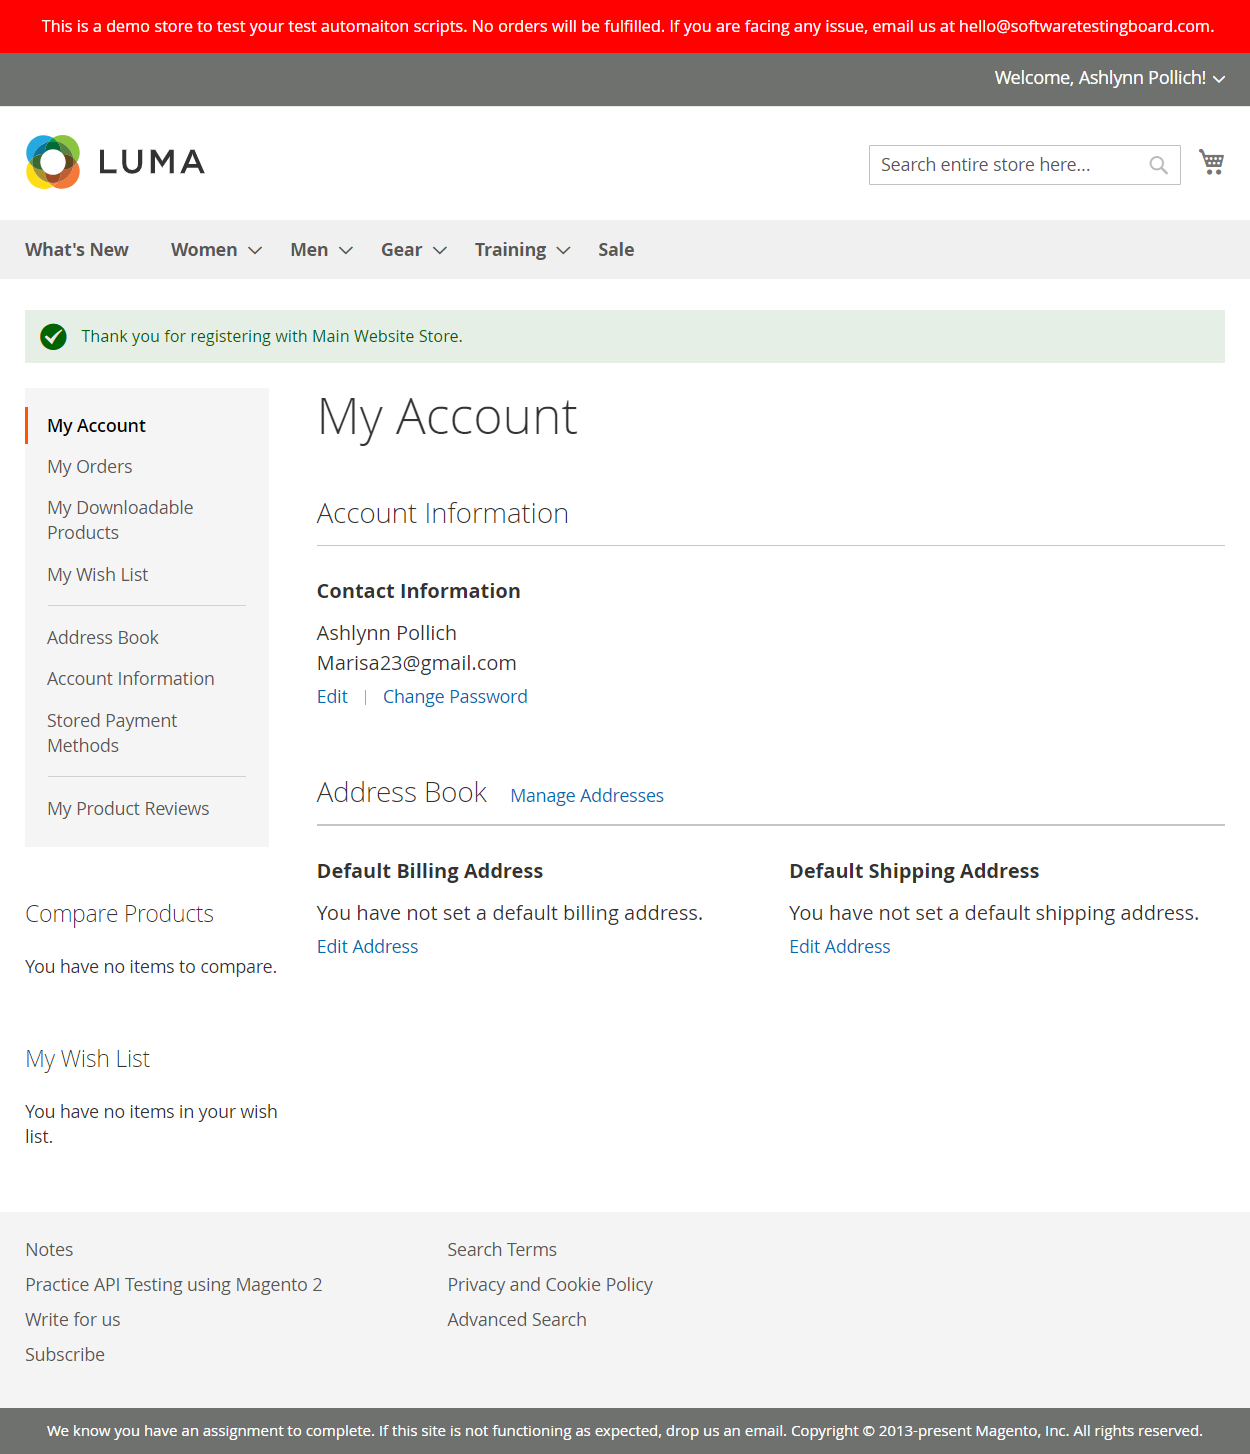 This is a demo store to test your test automaiton scripts. No orders will be fulfilled. If you are facing any issue, email us at hello@softwaretestingboard.com.
Welcome, Ashlynn Pollich!
LUMA
Search entire store here...
What's New Women Men Gear Training Sale
Thank you for registering with Main Website Store.
My Account
My Orders
My Downloadable
Products
My Wish List
Address Book
Account Information
Stored Payment
Methods
My Product Reviews
Compare Products
You have no items to compare.
My Wish List
You have no items in your wish
list.
My Account
Account Information
Contact Information
Ashlynn Pollich
Marisa23@gmail.com
Edit | Change Password
Address Book Manage Addresses
Default Billing Address
You have not set a default billing address.
Edit Address
Default Shipping Address
You have not set a default shipping address.
Edit Address
Notes
Practice API Testing using Magento 2
Write for us
Subscribe
Search Terms
Privacy and Cookie Policy
Advanced Search
We know you have an assignment to complete. If this site is not functioning as expected, drop us an email. Copyright © 2013-present Magento, Inc. All rights reserved.